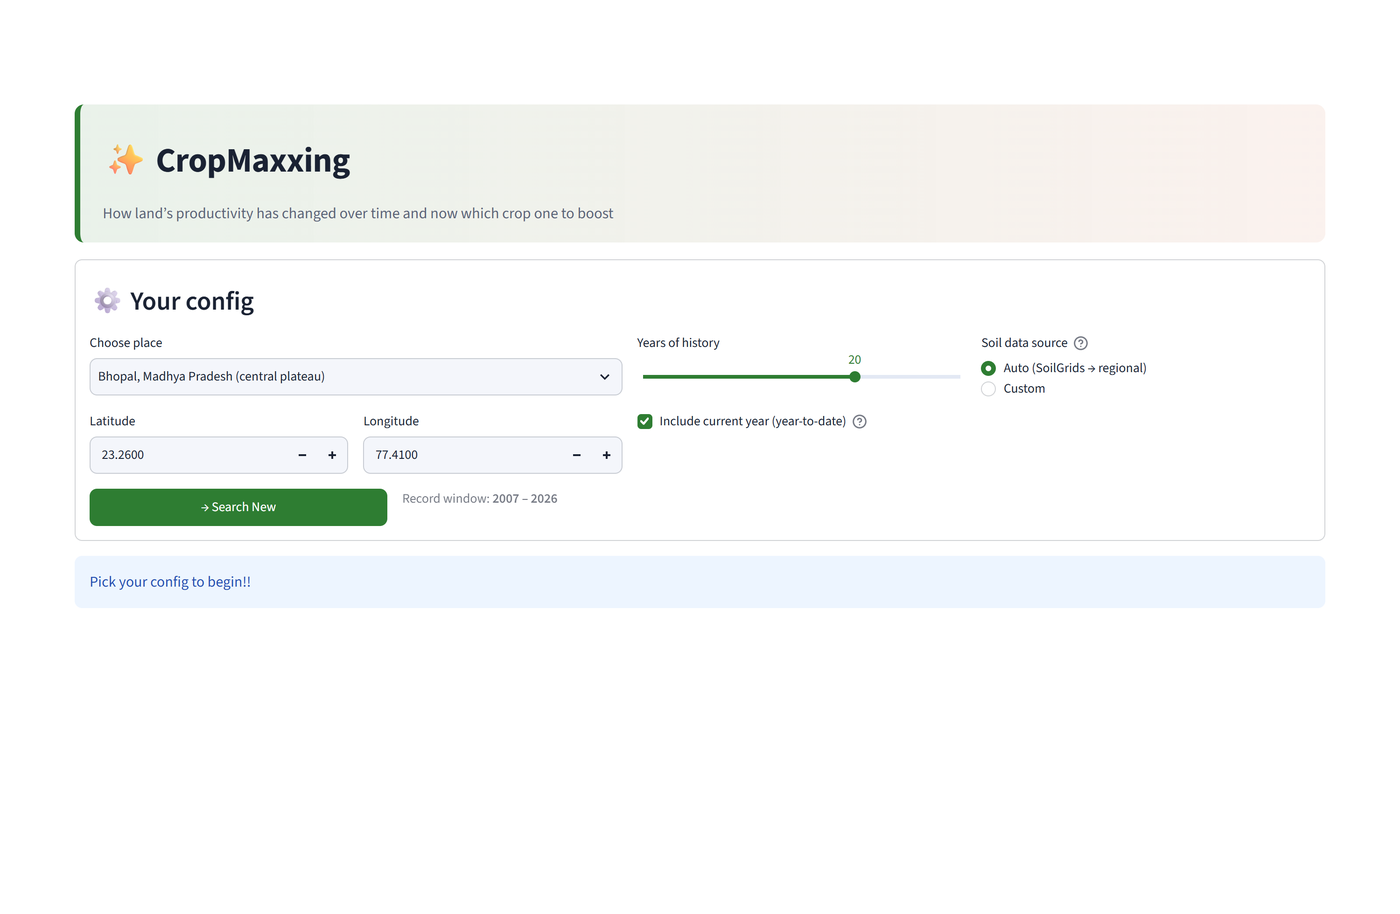 CropMaxxing
How land's productivity has changed over time and now which crop one to boost
Your config
Choose place
Bhopal, Madhya Pradesh (central plateau)
Years of history
20
Soil data source
Auto (SoilGrids → regional)
Custom
Latitude
23.2600
Longitude
77.4100
Include current year (year-to-date)
→ Search New
Record window: 2007 – 2026
Pick your config to begin!!